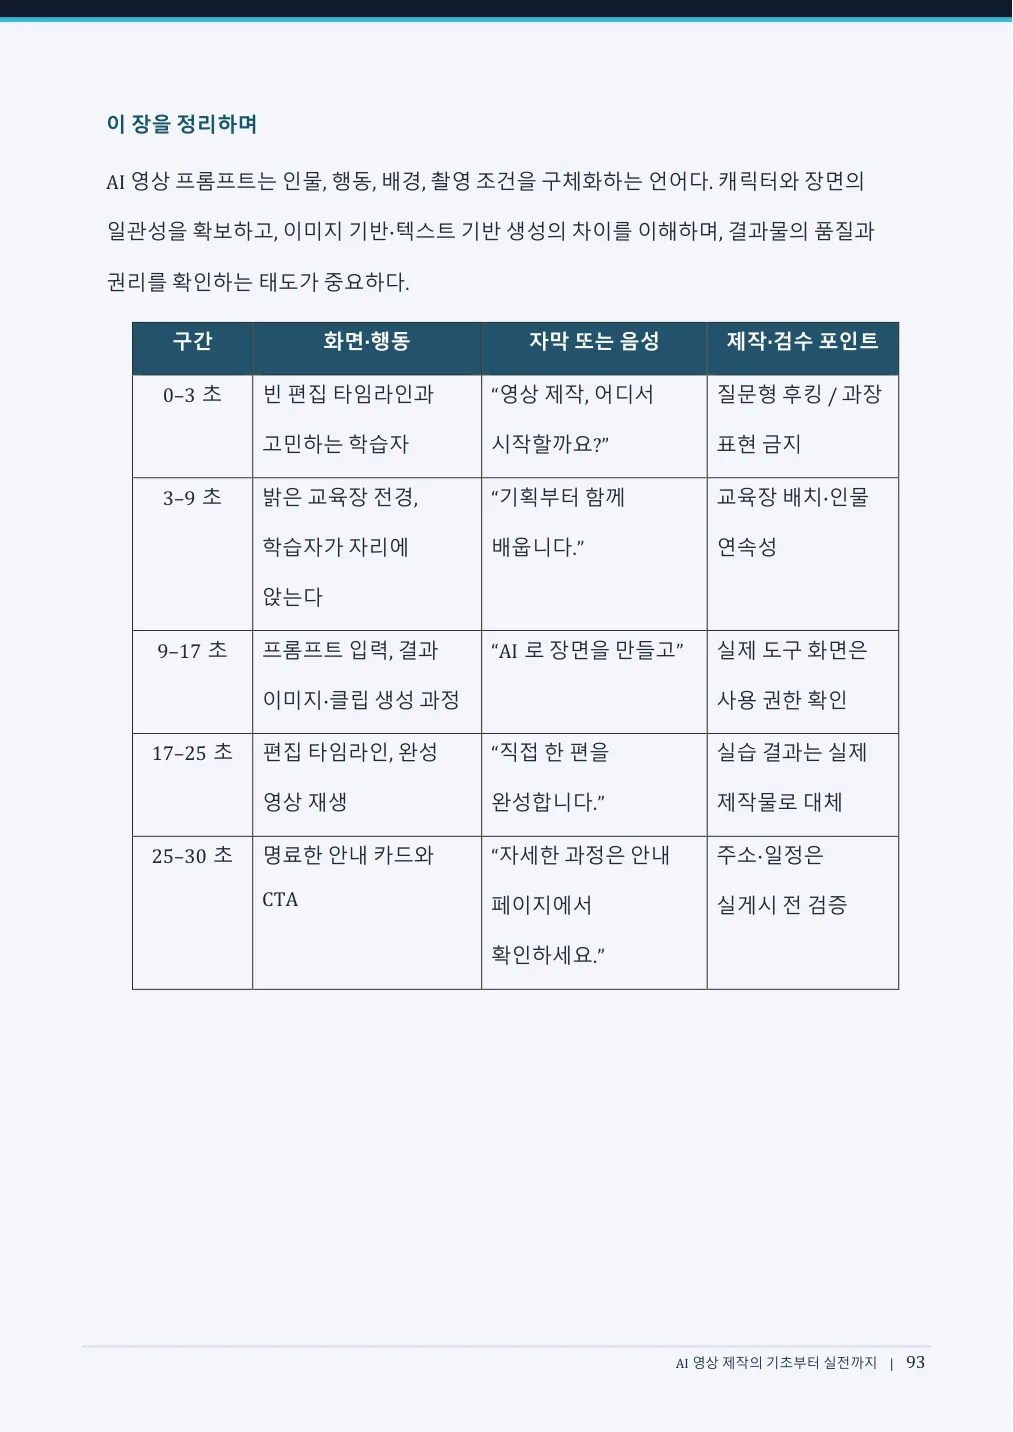 이 장을 정리하며
AI 영상 프롬프트는 인물, 행동, 배경, 촬영 조건을 구체화하는 언어다. 캐릭터와 장면의
일관성을 확보하고, 이미지 기반·텍스트 기반 생성의 차이를 이해하며, 결과물의 품질과
권리를 확인하는 태도가 중요하다.
구간 화면·행동 자막 또는 음성 제작·검수 포인트
0–3 초 빈 편집 타임라인과 “영상 제작, 어디서 질문형 후킹 / 과장
고민하는 학습자 시작할까요?” 표현 금지
3–9 초 밝은 교육장 전경, “기획부터 함께 교육장 배치·인물
학습자가 자리에 배웁니다.” 연속성
앉는다
9–17 초 프롬프트 입력, 결과 “AI 로 장면을 만들고” 실제 도구 화면은
이미지·클립 생성 과정 사용 권한 확인
17–25 초 편집 타임라인, 완성 “직접 한 편을 실습 결과는 실제
영상 재생 완성합니다.” 제작물로 대체
25–30 초 명료한 안내 카드와 “자세한 과정은 안내 주소·일정은
CTA 페이지에서 실게시 전 검증
확인하세요.”
AI 영상 제작의 기초부터 실전까지 | 93